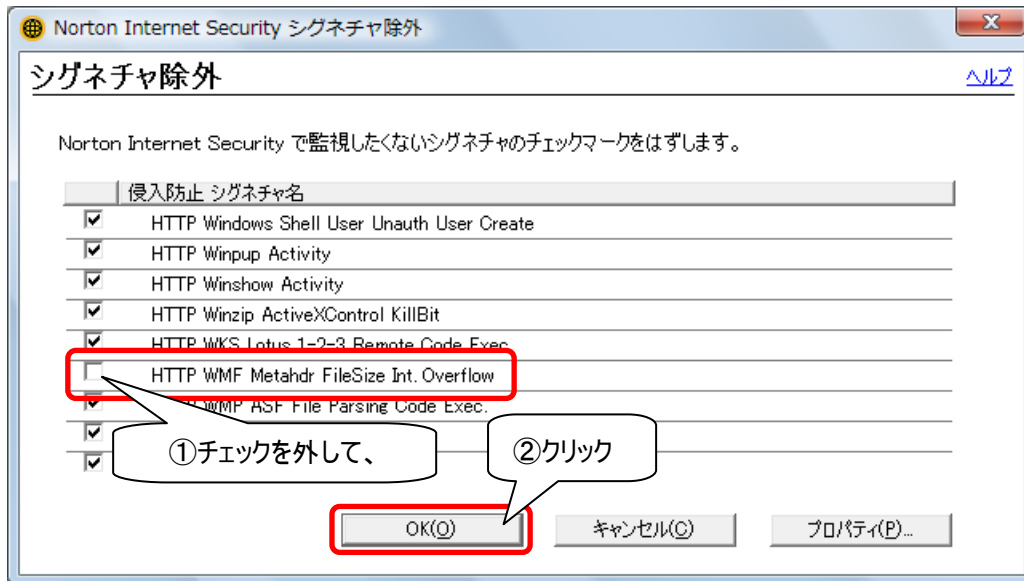 Norton Internet Security シグネチャ除外
シグネチャ除外
ヘルプ
Norton Internet Security で監視したくないシグネチャのチェックマークをはずします。
侵入防止 シグネチャ名
HTTP Windows Shell User Unauth User Create
HTTP Winpup Activity
HTTP Winshow Activity
HTTP Winzip ActiveXControl KillBit
HTTP WKS Lotus 1-2-3 Remote Code Exec
HTTP WMF Metahdr FileSize Int. Overflow
WMP ASF File Parsing Code Exec.
①チェックを外して、
②クリック
OK(O)
キャンセル(C)
プロパティ(P)...